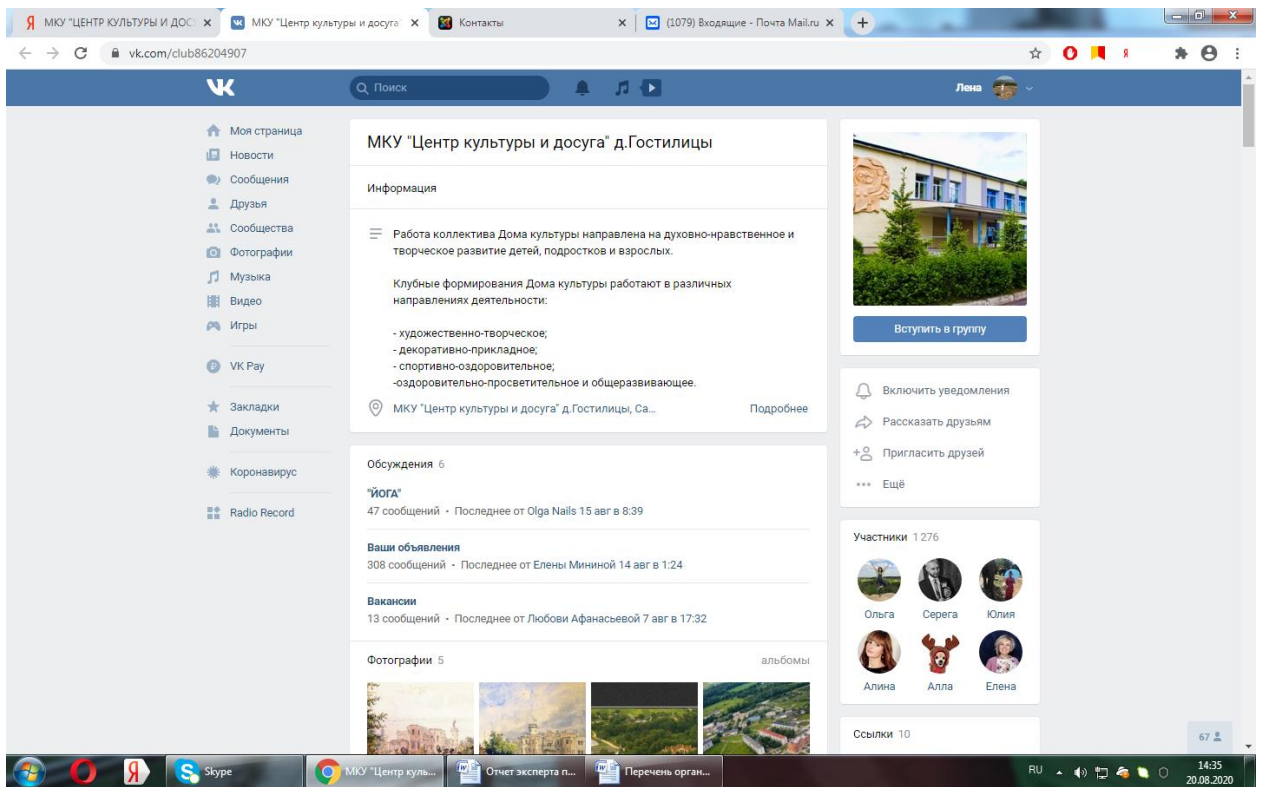 МКУ "ЦЕНТР КУЛЬТУРЫ И ДОС
МКУ "Центр культуры и досуга"
Контакты
(1079) Входящие - Почта Mail.ru
vk.com/club86204907
Поиск
Лена
Моя страница
Новости
Сообщения
Друзья
Сообщества
Фотографии
Музыка
Видео
Игры
VK Pay
Закладки
Документы
Коронавирус
Radio Record
МКУ "Центр культуры и досуга" д.Гостилицы
Информация
Работа коллектива Дома культуры направлена на духовно-нравственное и
творческое развитие детей, подростков и взрослых.
Клубные формирования Дома культуры работают в различных
направлениях деятельности:
- художественно-творческое;
- декоративно-прикладное;
- спортивно-оздоровительное;
-оздоровительно-просветительное и общеразвивающее.
МКУ "Центр культуры и досуга" д.Гостилицы, Са...
Подробнее
Обсуждения 6
"ЙОГА"
47 сообщений · Последнее от Olga Nails 15 авг в 8:39
Ваши объявления
308 сообщений · Последнее от Елены Мининой 14 авг в 1:24
Вакансии
13 сообщений · Последнее от Любови Афанасьевой 7 авг в 17:32
Фотографии 5
альбомы
Вступить в группу
Включить уведомления
Рассказать друзьям
Пригласить друзей
Ещё
Участники 1 276
Ольга Серега Юлия
Алина Алла Елена
Ссылки 10
67
Skype
МКУ "Центр куль...
Отчет эксперта п...
Перечень орган...
RU
14:35
20.08.2020